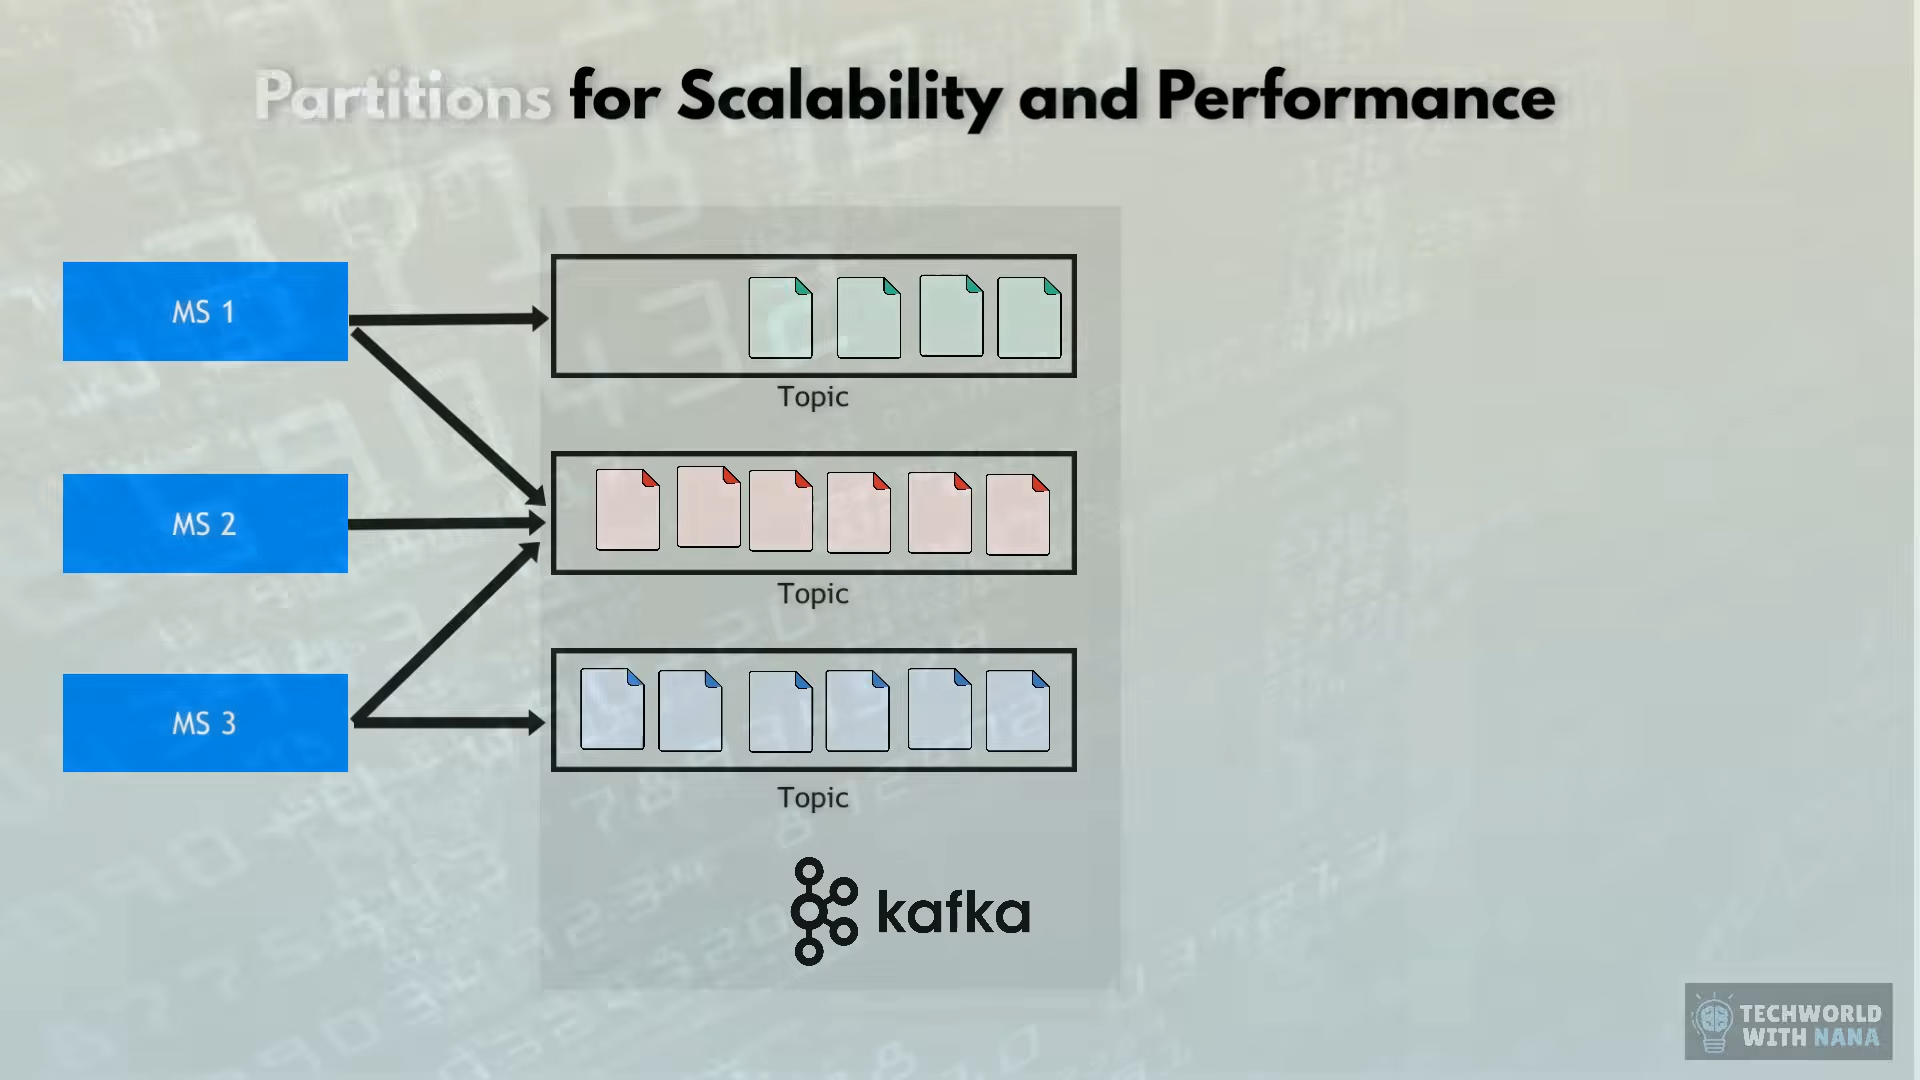 Partitions for Scalability and Performance
MS 1
Topic
MS 2
Topic
MS 3
Topic
kafka
TECHWORLD
WITH NANA